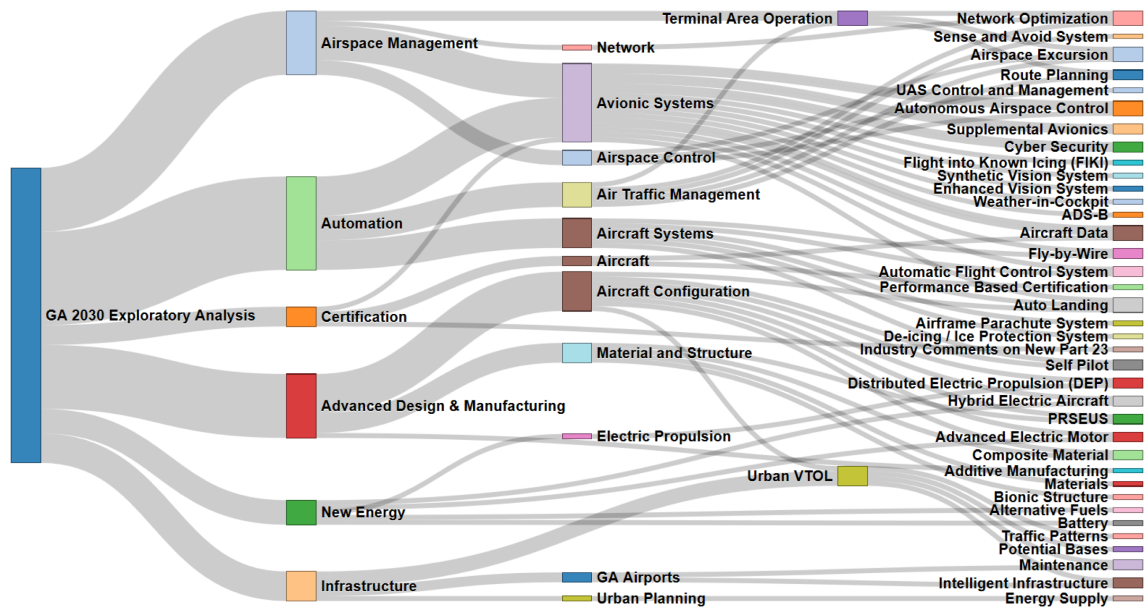 GA 2030 Exploratory Analysis
Airspace Management
Automation
Certification
Advanced Design & Manufacturing
New Energy
Infrastructure
Network
Avionic Systems
Airspace Control
Air Traffic Management
Aircraft Systems
Aircraft
Aircraft Configuration
Material and Structure
Electric Propulsion
GA Airports
Urban Planning
Terminal Area Operation
Urban VTOL
Network Optimization
Sense and Avoid System
Airspace Excursion
Route Planning
UAS Control and Management
Autonomous Airspace Control
Supplemental Avionics
Cyber Security
Flight into Known Icing (FIKI)
Synthetic Vision System
Enhanced Vision System
Weather-in-Cockpit
ADS-B
Aircraft Data
Fly-by-Wire
Automatic Flight Control System
Performance Based Certification
Auto Landing
Airframe Parachute System
De-icing / Ice Protection System
Industry Comments on New Part 23
Self Pilot
Distributed Electric Propulsion (DEP)
Hybrid Electric Aircraft
PRSEUS
Advanced Electric Motor
Composite Material
Additive Manufacturing
Materials
Bionic Structure
Alternative Fuels
Battery
Traffic Patterns
Potential Bases
Maintenance
Intelligent Infrastructure
Energy Supply